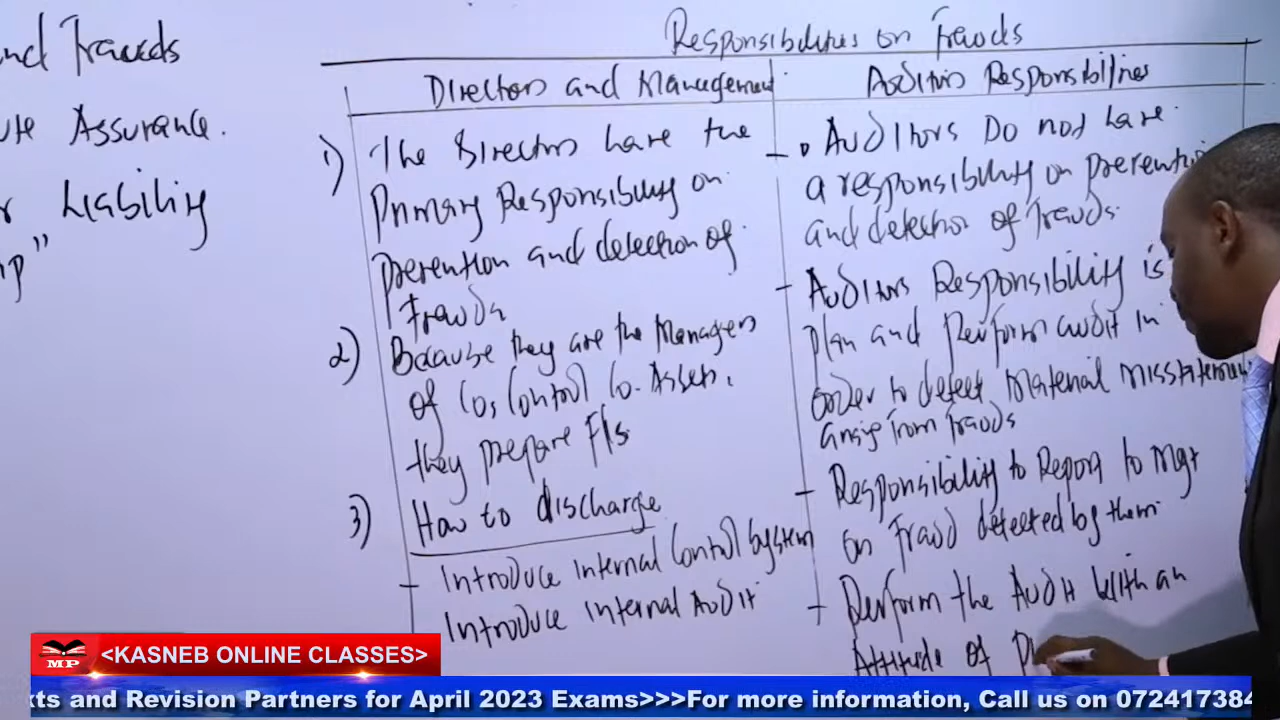 and Frauds
Assurance.
Liability
Responsibilities on Frauds
Directors and Management
Auditors Responsibilities
1) The Directors have the
Primary Responsibility on
Prevention and detection of
Frauds
2) Because they are the Managers
of Cos Control Co. Assets.
they prepare F/s.
3) How to discharge
- Introduce internal Control System
Introduce internal Audit
- Auditors Do not have
a responsibility on prevention
and detection of Frauds.
- Auditors Responsibility is
plan and perform audit in
order to detect Material misstatement
arising from frauds
- Responsibility to Report to Mgt
on Fraud detected by them
- Perform the Audit with an
Attitude of
MP
<KASNEB ONLINE CLASSES>
xts and Revision Partners for April 2023 Exams>>>For more information, Call us on 072417384